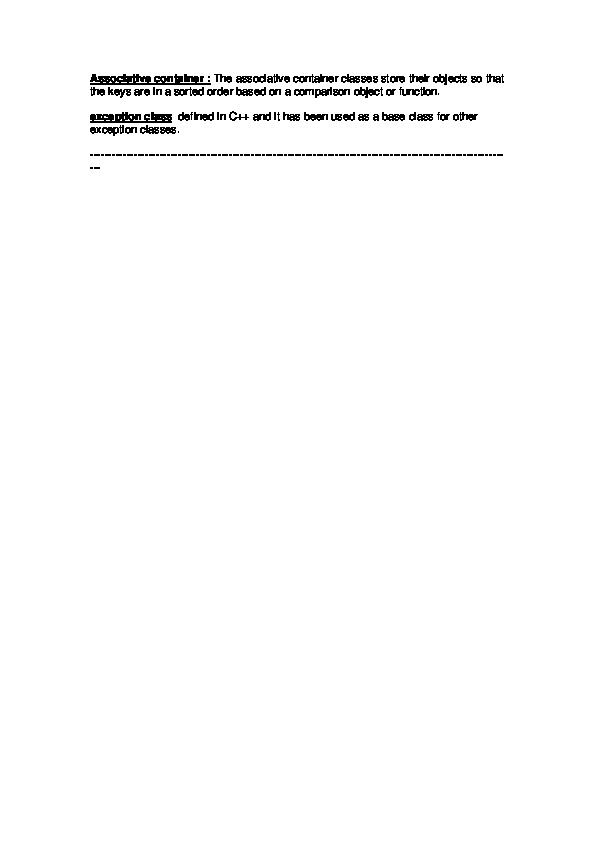 Associative container : The associative container classes store their objects so that
the keys are in a sorted order based on a comparison object or function.
exception class  defined in C++ and it has been used as a base class for other
exception classes.
-----------------------------------------------------------------------------------------------------------------
---